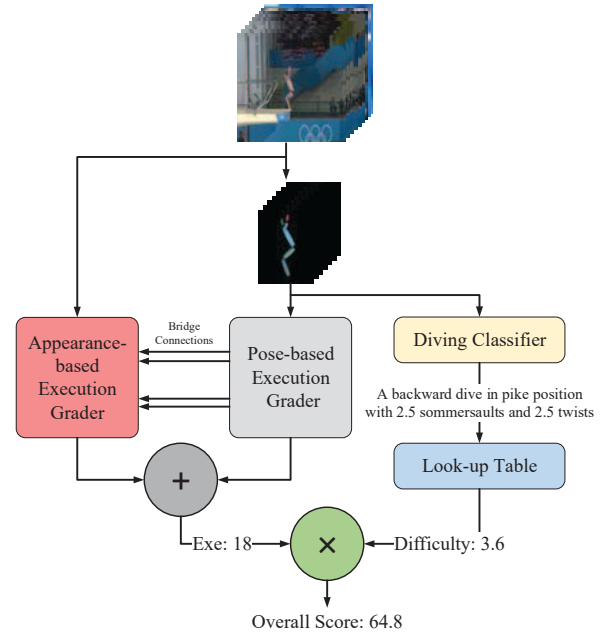 Appearance-
based
Execution
Grader
Bridge
Connections
Pose-based
Execution
Grader
Diving Classifier
A backward dive in pike position
with 2.5 sommersaults and 2.5 twists
Look-up Table
+
Exe: 18
×
Difficulty: 3.6
Overall Score: 64.8